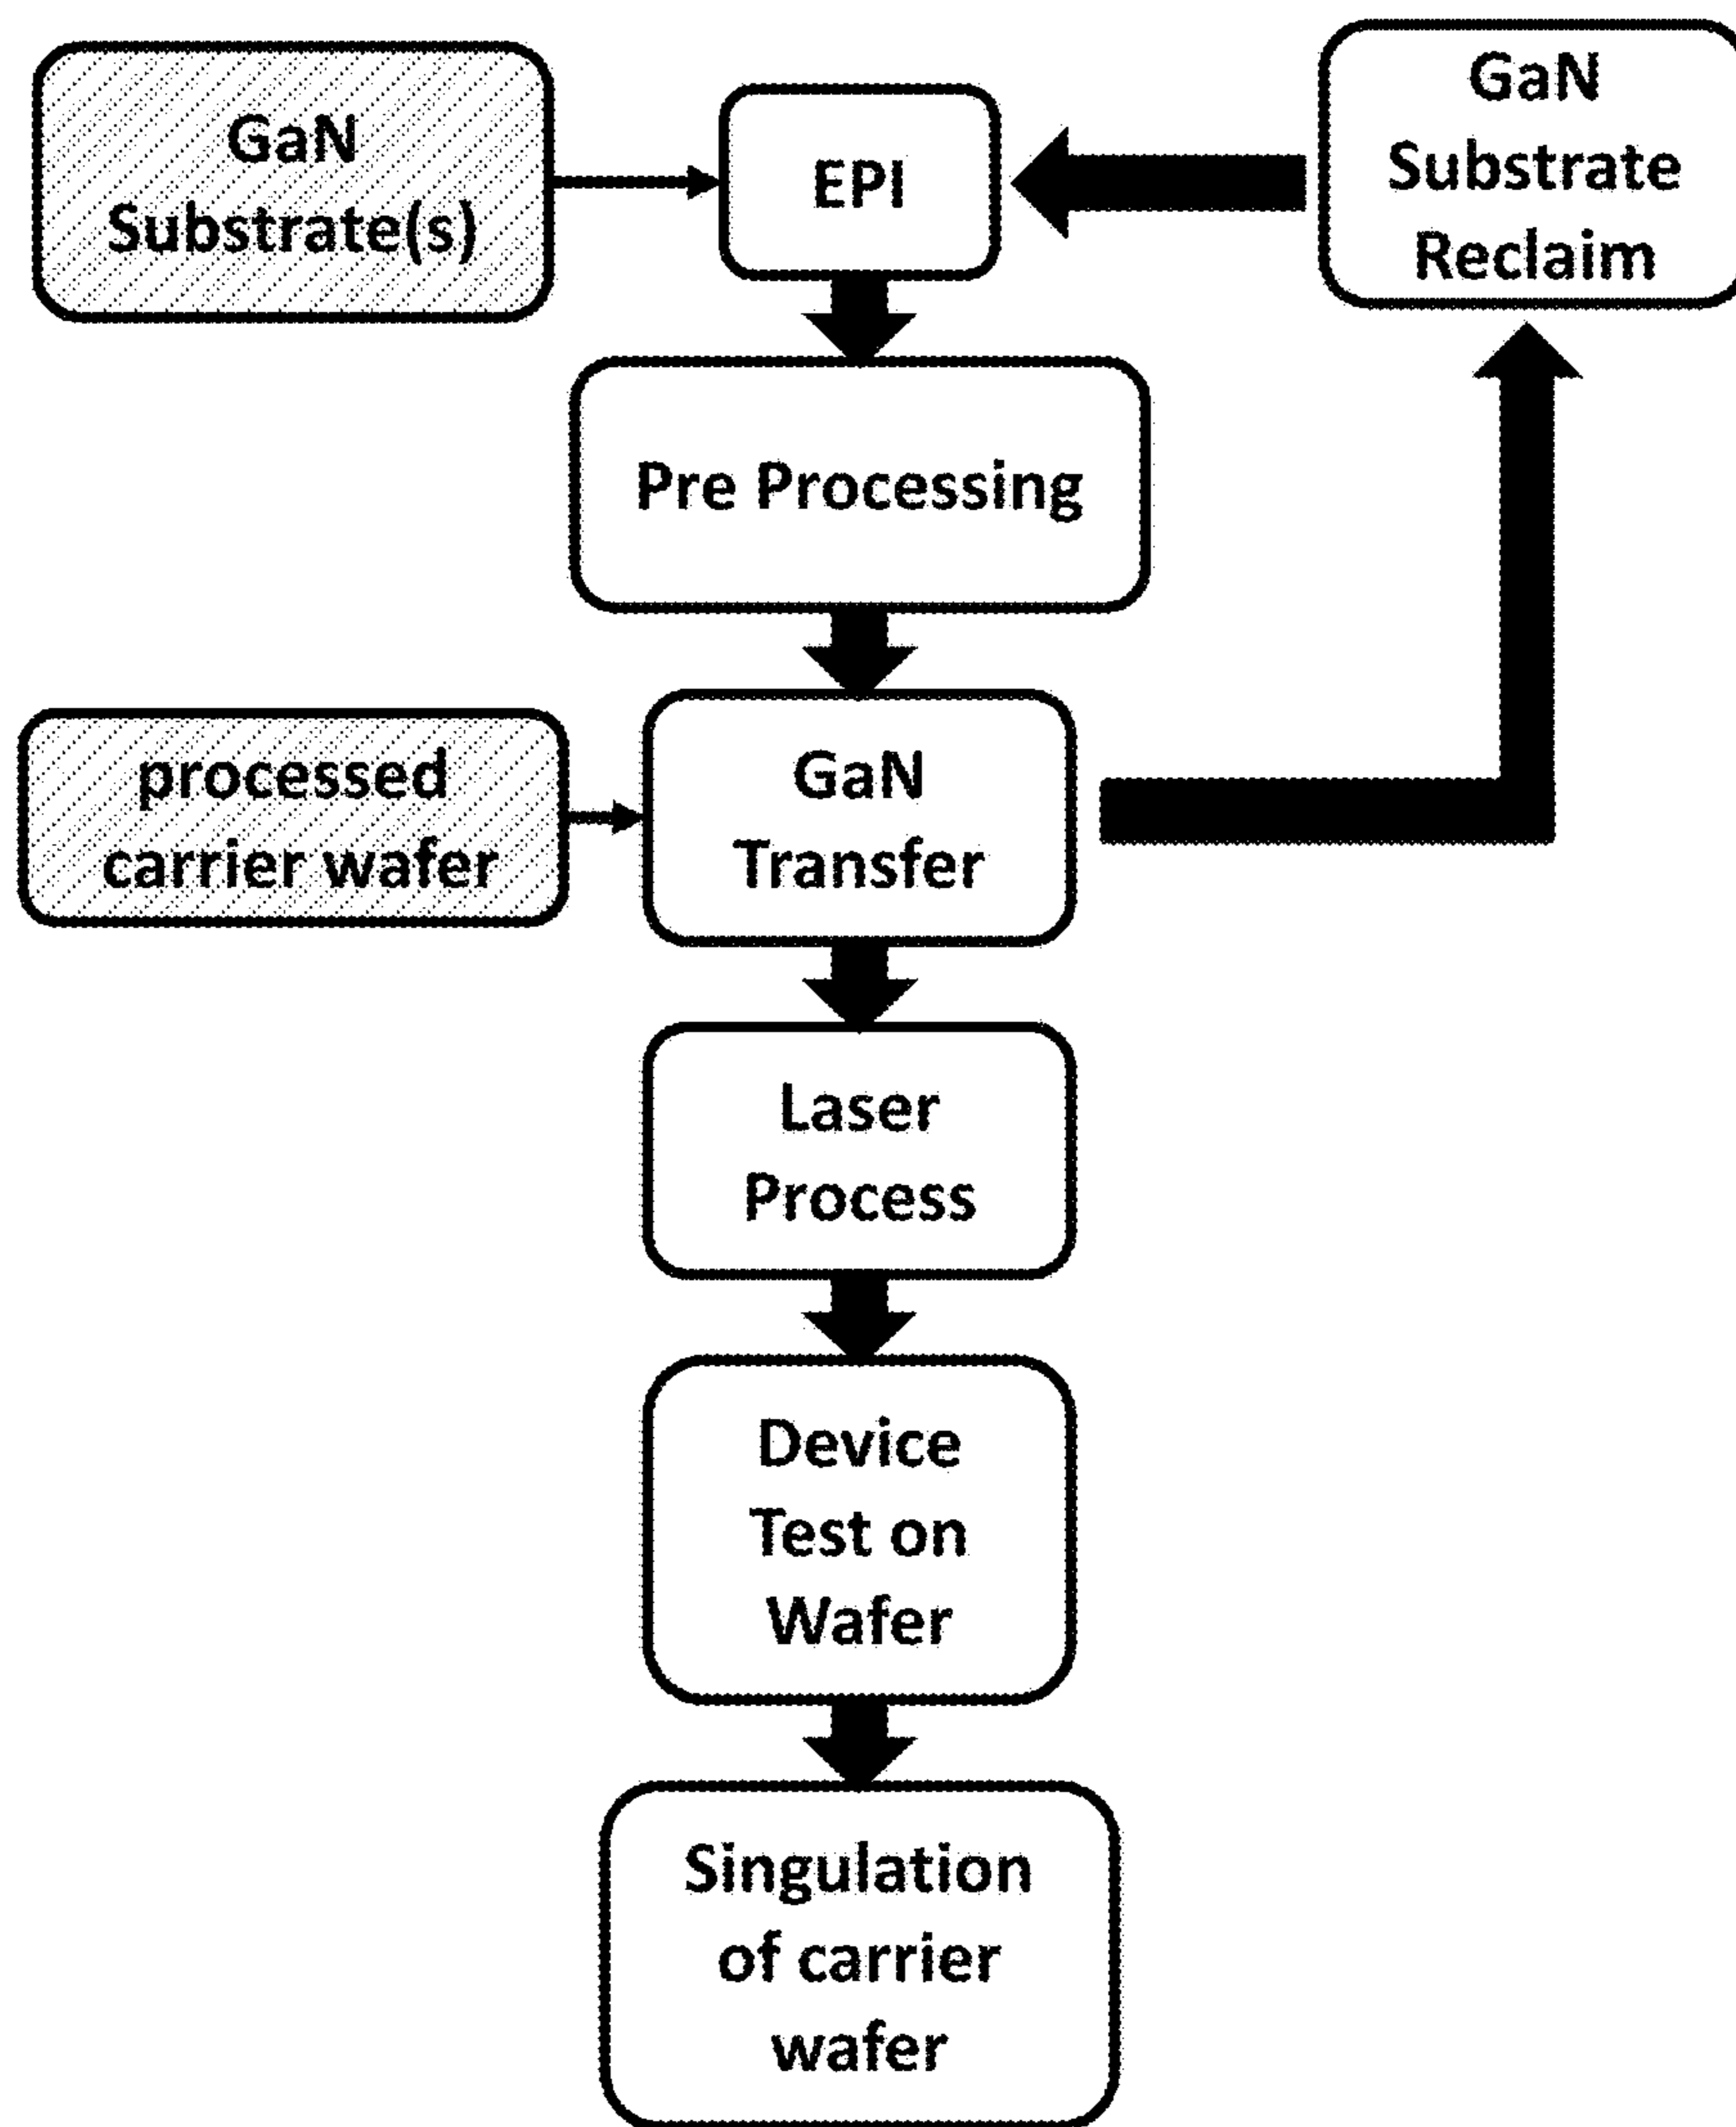 GaN
Substrate(s)
EPI
GaN
Substrate
Reclaim
Pre Processing
processed
carrier wafer
GaN
Transfer
Laser
Process
Device
Test on
Wafer
Singulation
of carrier
wafer